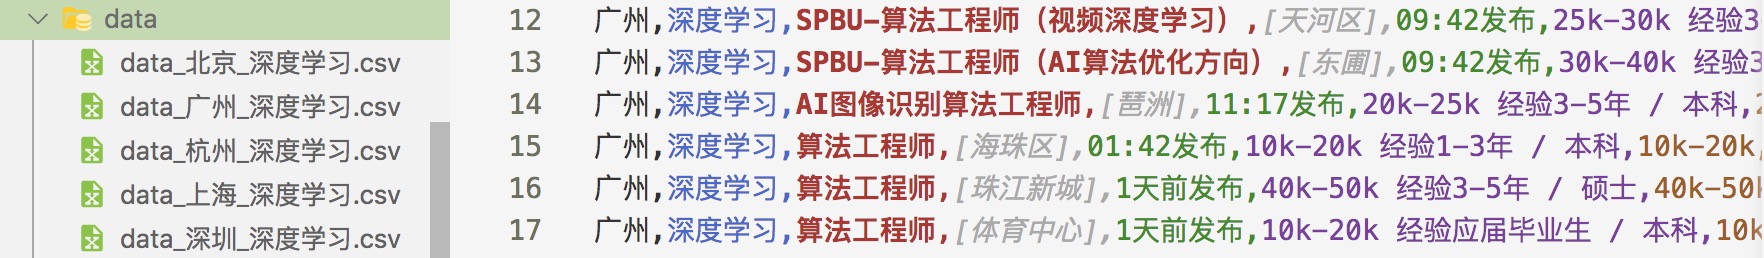 data
data_北京_深度学习.csv
data_广州_深度学习.csv
data_杭州_深度学习.csv
data_上海_深度学习.csv
data_深圳_深度学习.csv
12 广州,深度学习,SPBU-算法工程师（视频深度学习）,[天河区],09:42发布,25k-30k 经验3
13 广州,深度学习,SPBU-算法工程师（AI算法优化方向）,[东圃],09:42发布,30k-40k 经验3
14 广州,深度学习,AI图像识别算法工程师,[琶洲],11:17发布,20k-25k 经验3-5年 / 本科,2
15 广州,深度学习,算法工程师,[海珠区],01:42发布,10k-20k 经验1-3年 / 本科,10k-20k,
16 广州,深度学习,算法工程师,[珠江新城],1天前发布,40k-50k 经验3-5年 / 硕士,40k-50k
17 广州,深度学习,算法工程师,[体育中心],1天前发布,10k-20k 经验应届毕业生 / 本科,10k